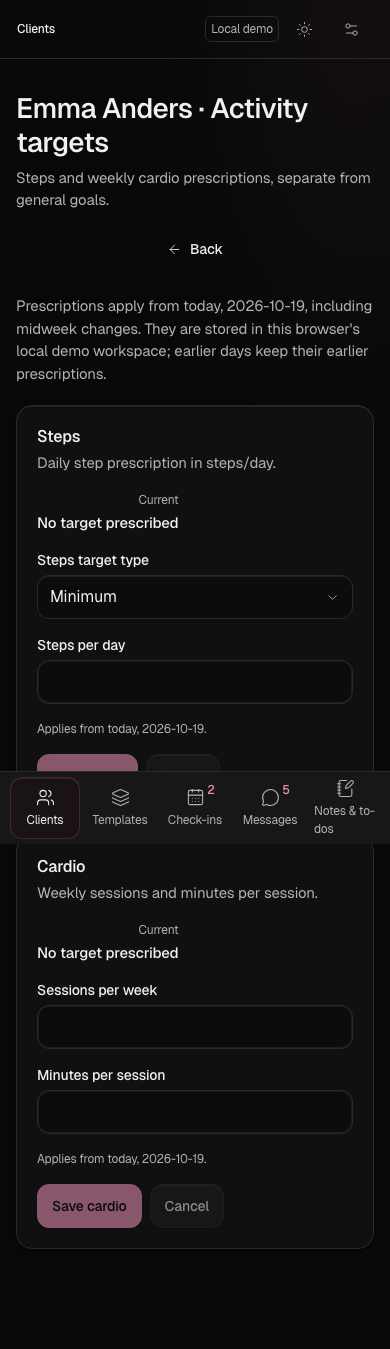 Clients
Local demo
Emma Anders · Activity
targets
Steps and weekly cardio prescriptions, separate from
general goals.
Back
Prescriptions apply from today, 2026-10-19, including
midweek changes. They are stored in this browser's
local demo workspace; earlier days keep their earlier
prescriptions.
Steps
Daily step prescription in steps/day.
Current
No target prescribed
Steps target type
Minimum
Steps per day
Applies from today, 2026-10-19.
Clients
Templates
2
Check-ins
5
Messages
Notes & to-
dos
Cardio
Weekly sessions and minutes per session.
Current
No target prescribed
Sessions per week
Minutes per session
Applies from today, 2026-10-19.
Save cardio
Cancel